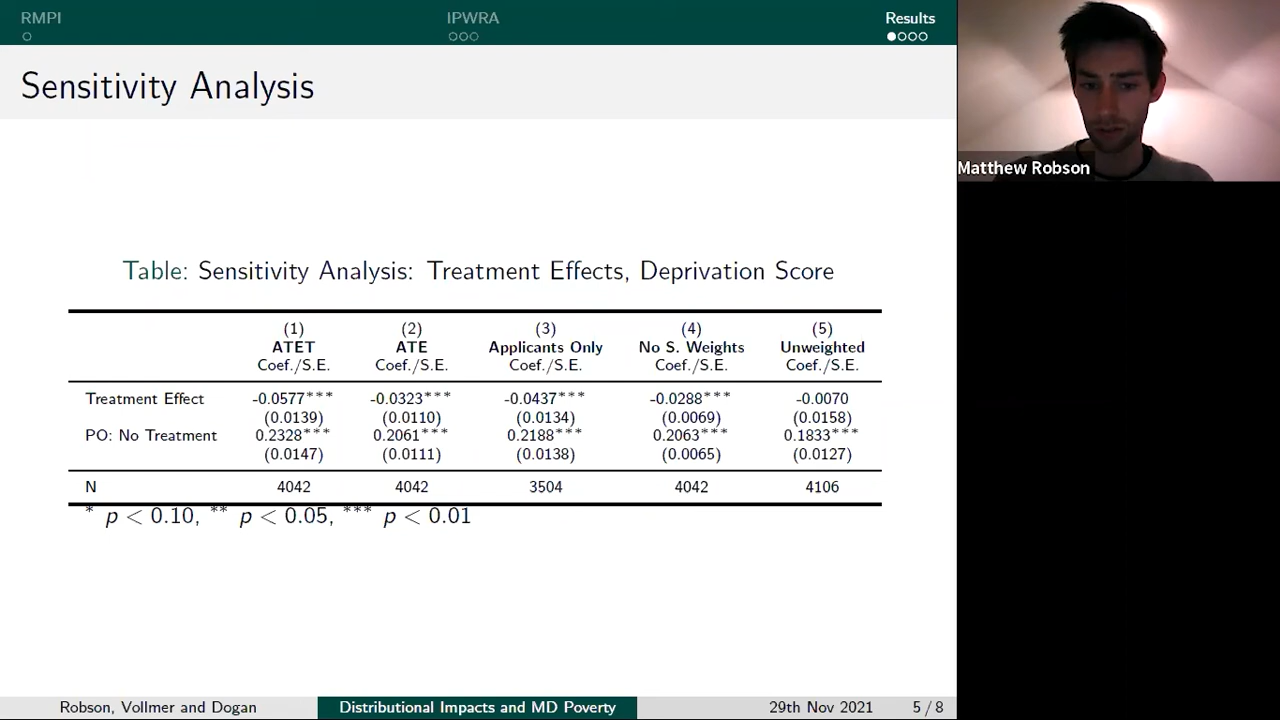 RMPI IPWRA Results
Sensitivity Analysis
Matthew Robson
Table: Sensitivity Analysis: Treatment Effects, Deprivation Score
(1) (2) (3) (4) (5)
ATET ATE Applicants Only No S. Weights Unweighted
Coef./S.E. Coef./S.E. Coef./S.E. Coef./S.E. Coef./S.E.
Treatment Effect -0.0577*** -0.0323*** -0.0437*** -0.0288*** -0.0070
(0.0139) (0.0110) (0.0134) (0.0069) (0.0158)
PO: No Treatment 0.2328*** 0.2061*** 0.2188*** 0.2063*** 0.1833***
(0.0147) (0.0111) (0.0138) (0.0065) (0.0127)
N 4042 4042 3504 4042 4106
* p < 0.10, ** p < 0.05, *** p < 0.01
Robson, Vollmer and Dogan Distributional Impacts and MD Poverty 29th Nov 2021 5 / 8